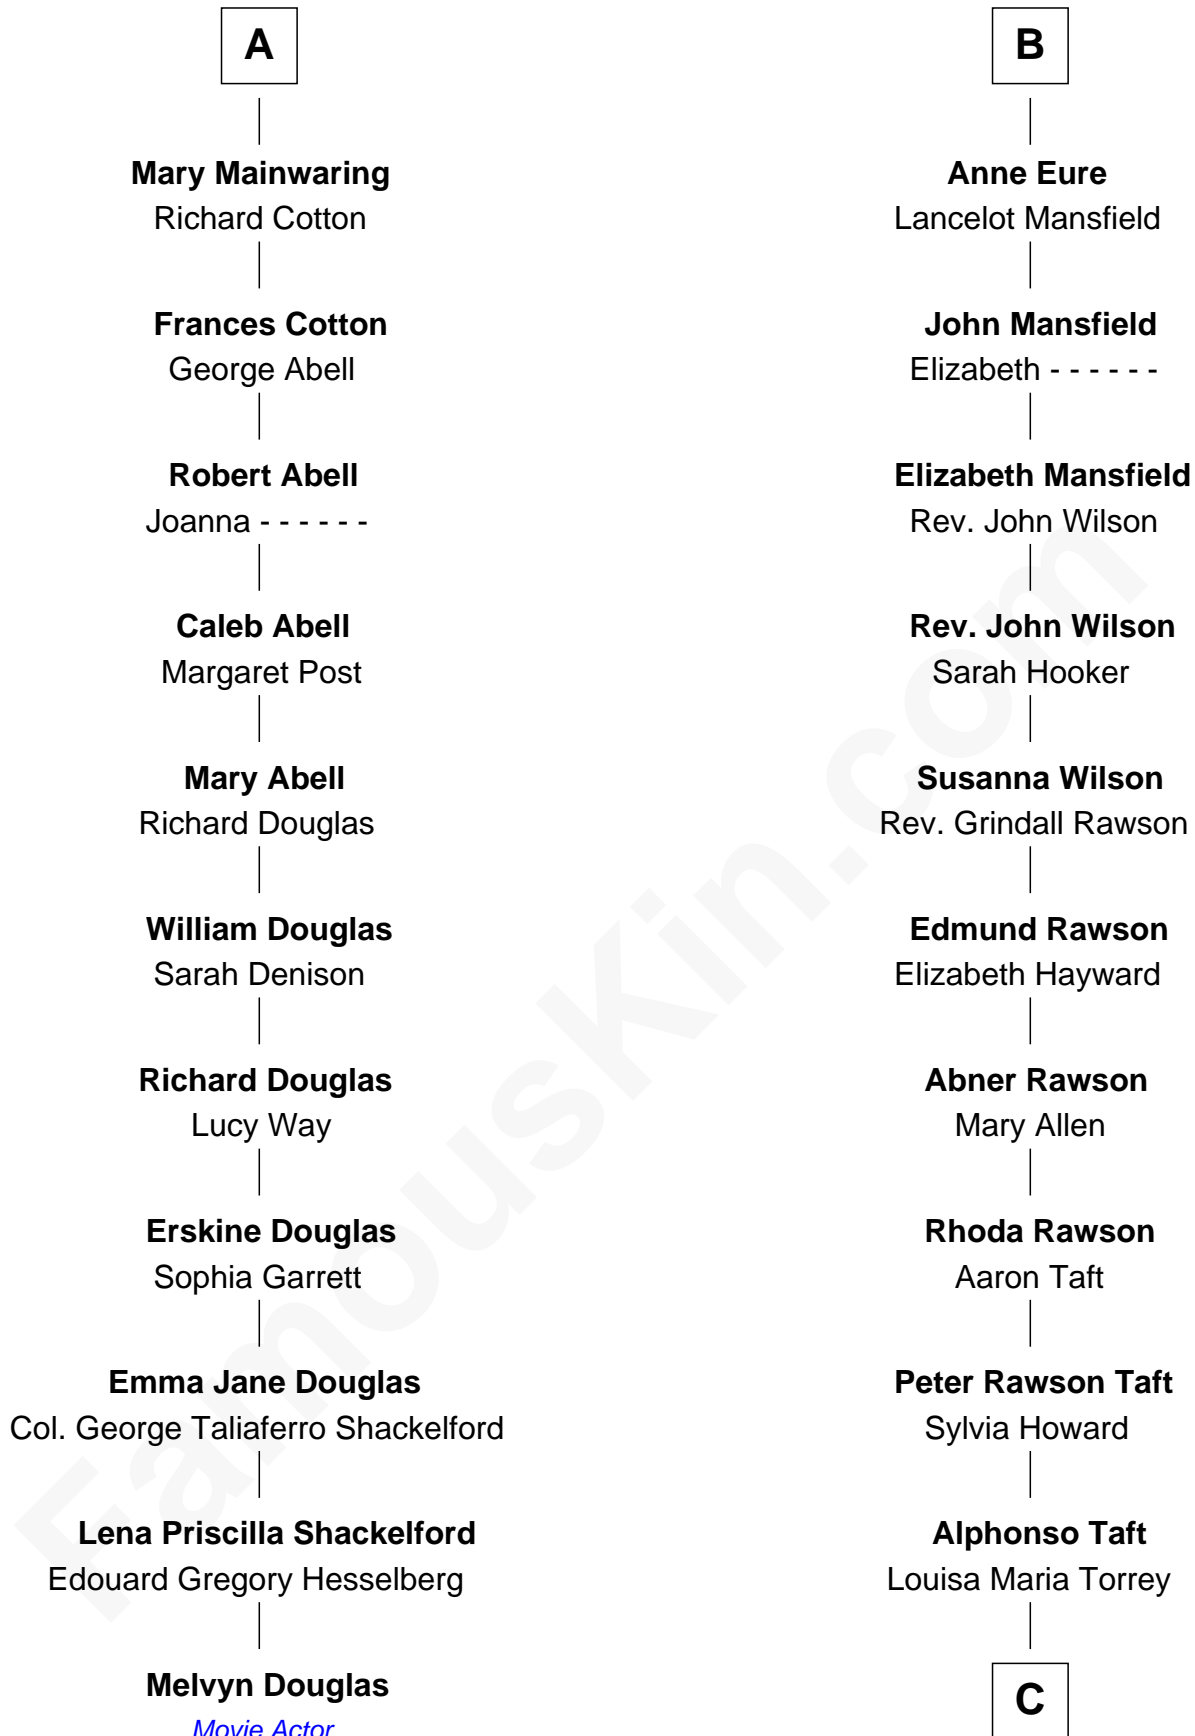 A
Mary Mainwaring
Richard Cotton
Frances Cotton
George Abell
Robert Abell
Joanna - - - - - -
Caleb Abell
Margaret Post
Mary Abell
Richard Douglas
William Douglas
Sarah Denison
Richard Douglas
Lucy Way
Erskine Douglas
Sophia Garrett
Emma Jane Douglas
Col. George Taliaferro Shackelford
Lena Priscilla Shackelford
Edouard Gregory Hesselberg
Melvyn Douglas
Movie Actor
B
Anne Eure
Lancelot Mansfield
John Mansfield
Elizabeth - - - - - -
Elizabeth Mansfield
Rev. John Wilson
Rev. John Wilson
Sarah Hooker
Susanna Wilson
Rev. Grindall Rawson
Edmund Rawson
Elizabeth Hayward
Abner Rawson
Mary Allen
Rhoda Rawson
Aaron Taft
Peter Rawson Taft
Sylvia Howard
Alphonso Taft
Louisa Maria Torrey
C
FamousKin.com